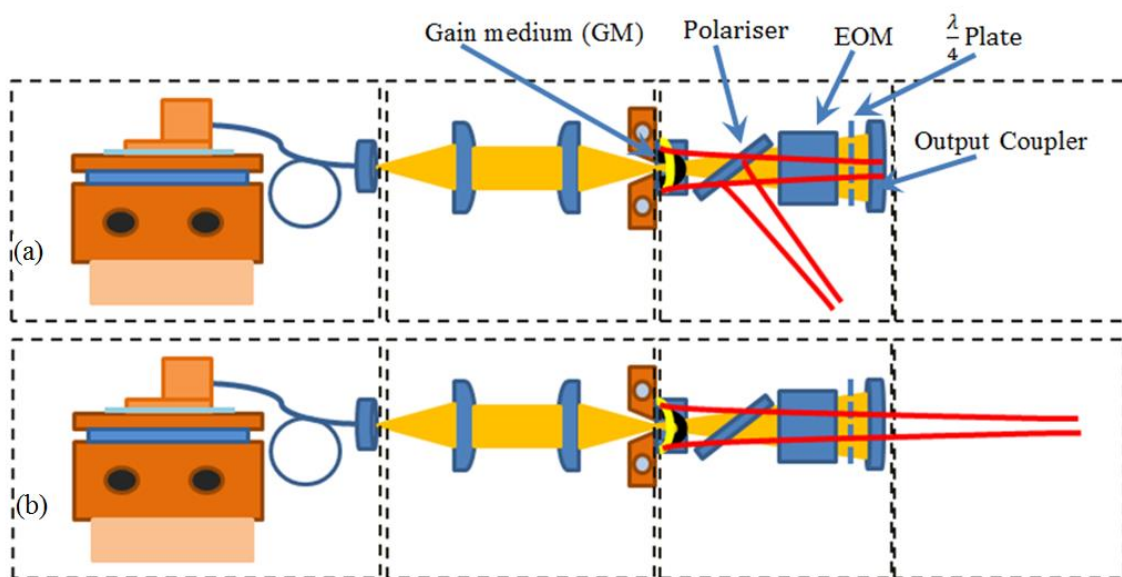 Gain medium (GM)
Polariser
EOM
λ/4 Plate
Output Coupler
(a)
(b)